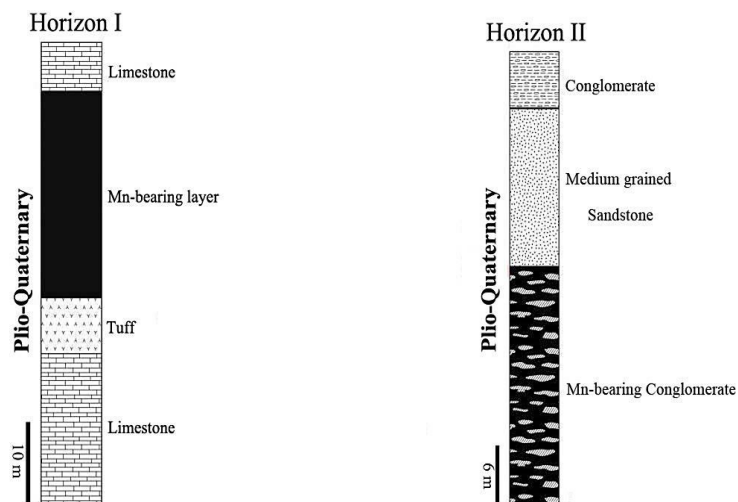 Horizon I
Limestone
Mn-bearing layer
Tuff
Limestone
Plio-Quaternary
10 m
Horizon II
Conglomerate
Medium grained
Sandstone
Mn-bearing Conglomerate
Plio-Quaternary
6 m